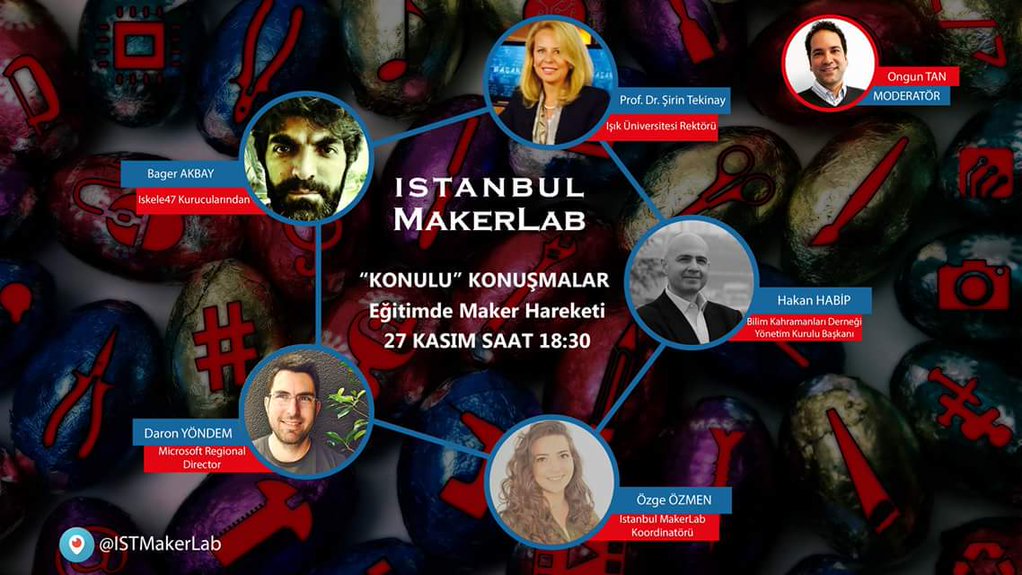 Ongun TAN
MODERATÖR
Prof. Dr. Şirin Tekinay
Işık Üniversitesi Rektörü
Bager AKBAY
İskele47 Kurucularından
ISTANBUL
MAKERLAB
“KONULU” KONUŞMALAR
Eğitimde Maker Hareketi
27 KASIM SAAT 18:30
Hakan HABİP
Bilim Kahramanları Derneği
Yönetim Kurulu Başkanı
Daron YÖNDEM
Microsoft Regional
Director
Özge ÖZMEN
Istanbul MakerLab
Koordinatörü
@ISTMakerLab